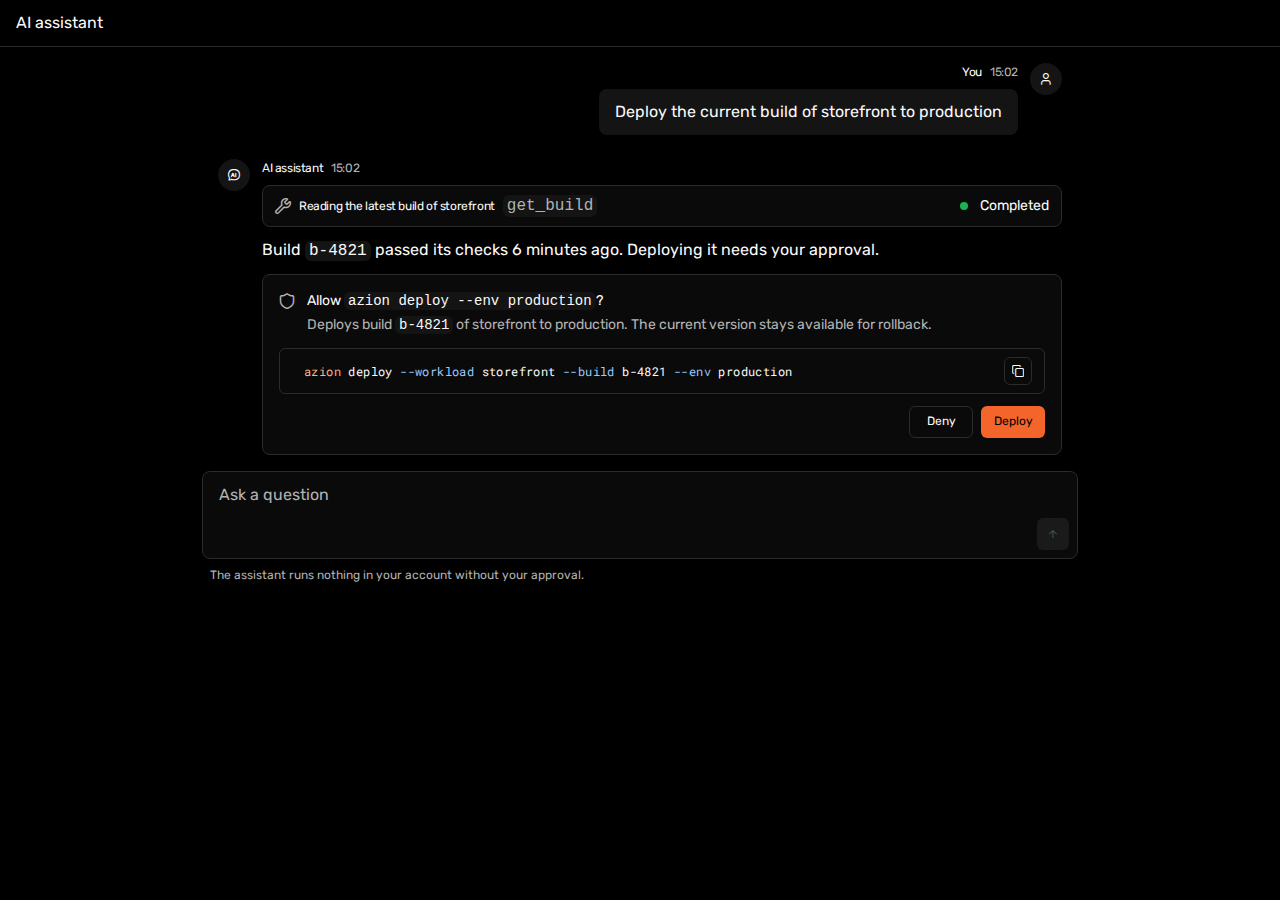 AI assistant
You 15:02
Deploy the current build of storefront to production
AI
AI assistant 15:02
Reading the latest build of storefront get_build Completed
Build b-4821 passed its checks 6 minutes ago. Deploying it needs your approval.
Allow azion deploy --env production?
Deploys build b-4821 of storefront to production. The current version stays available for rollback.
azion deploy --workload storefront --build b-4821 --env production
Deny Deploy
Ask a question
The assistant runs nothing in your account without your approval.